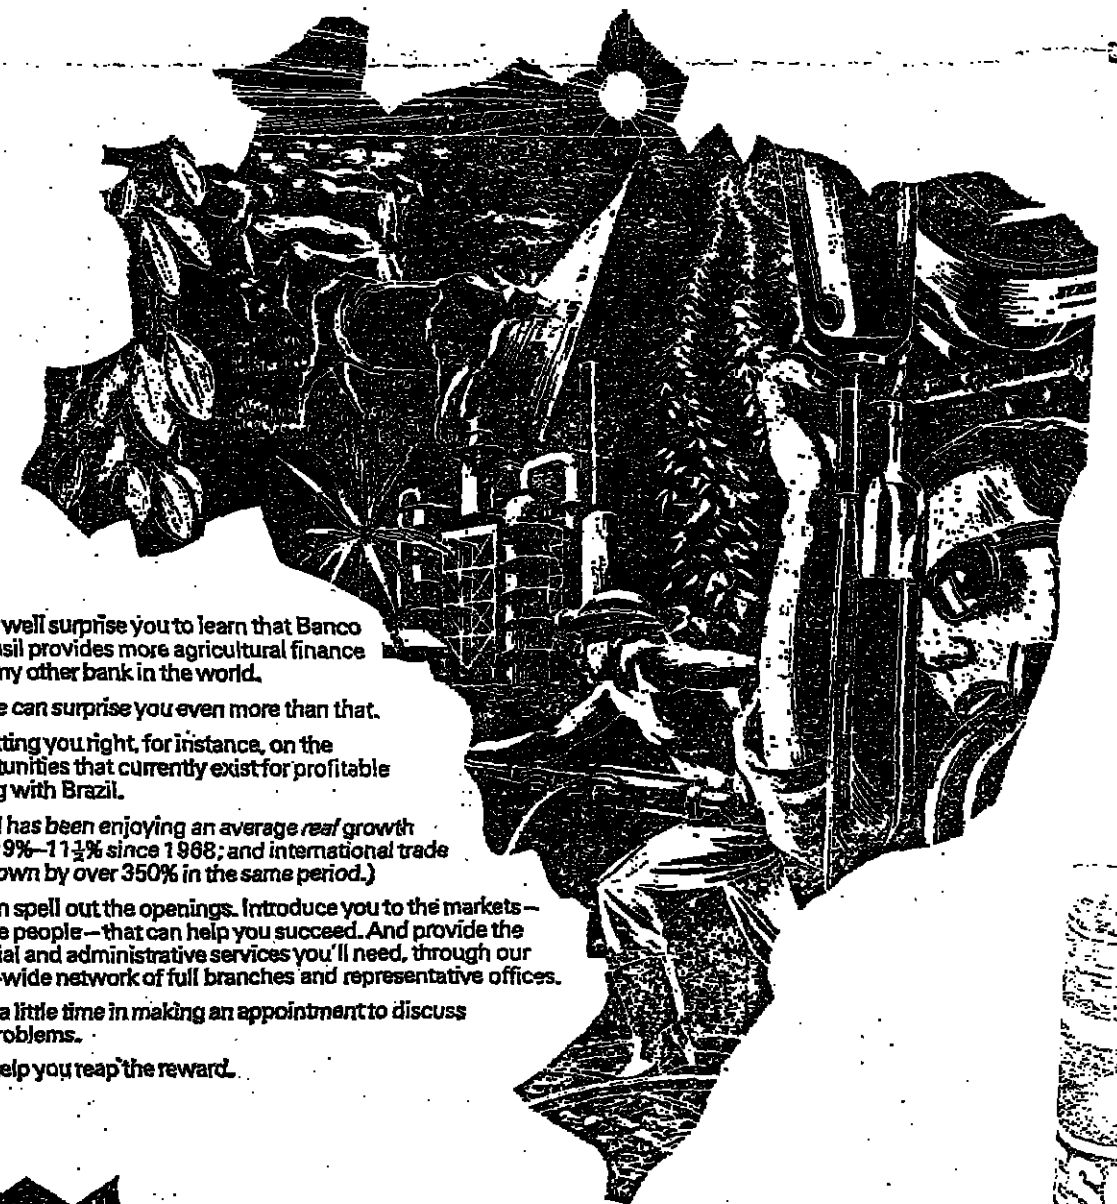 well surprise you to learn that Banco
sil provides more agricultural finance
ny other bank in the world.
e can surprise you even more than that.
ting you right, for instance, on the
tunities that currently exist for profitable
g with Brazil.
l has been enjoying an average real growth
9%–11½% since 1968; and international trade
own by over 350% in the same period.)
n spell out the openings. Introduce you to the markets–
e people–that can help you succeed. And provide the
ial and administrative services you'll need, through our
-wide network of full branches and representative offices.
a little time in making an appointment to discuss
roblems.
elp you reap the reward.